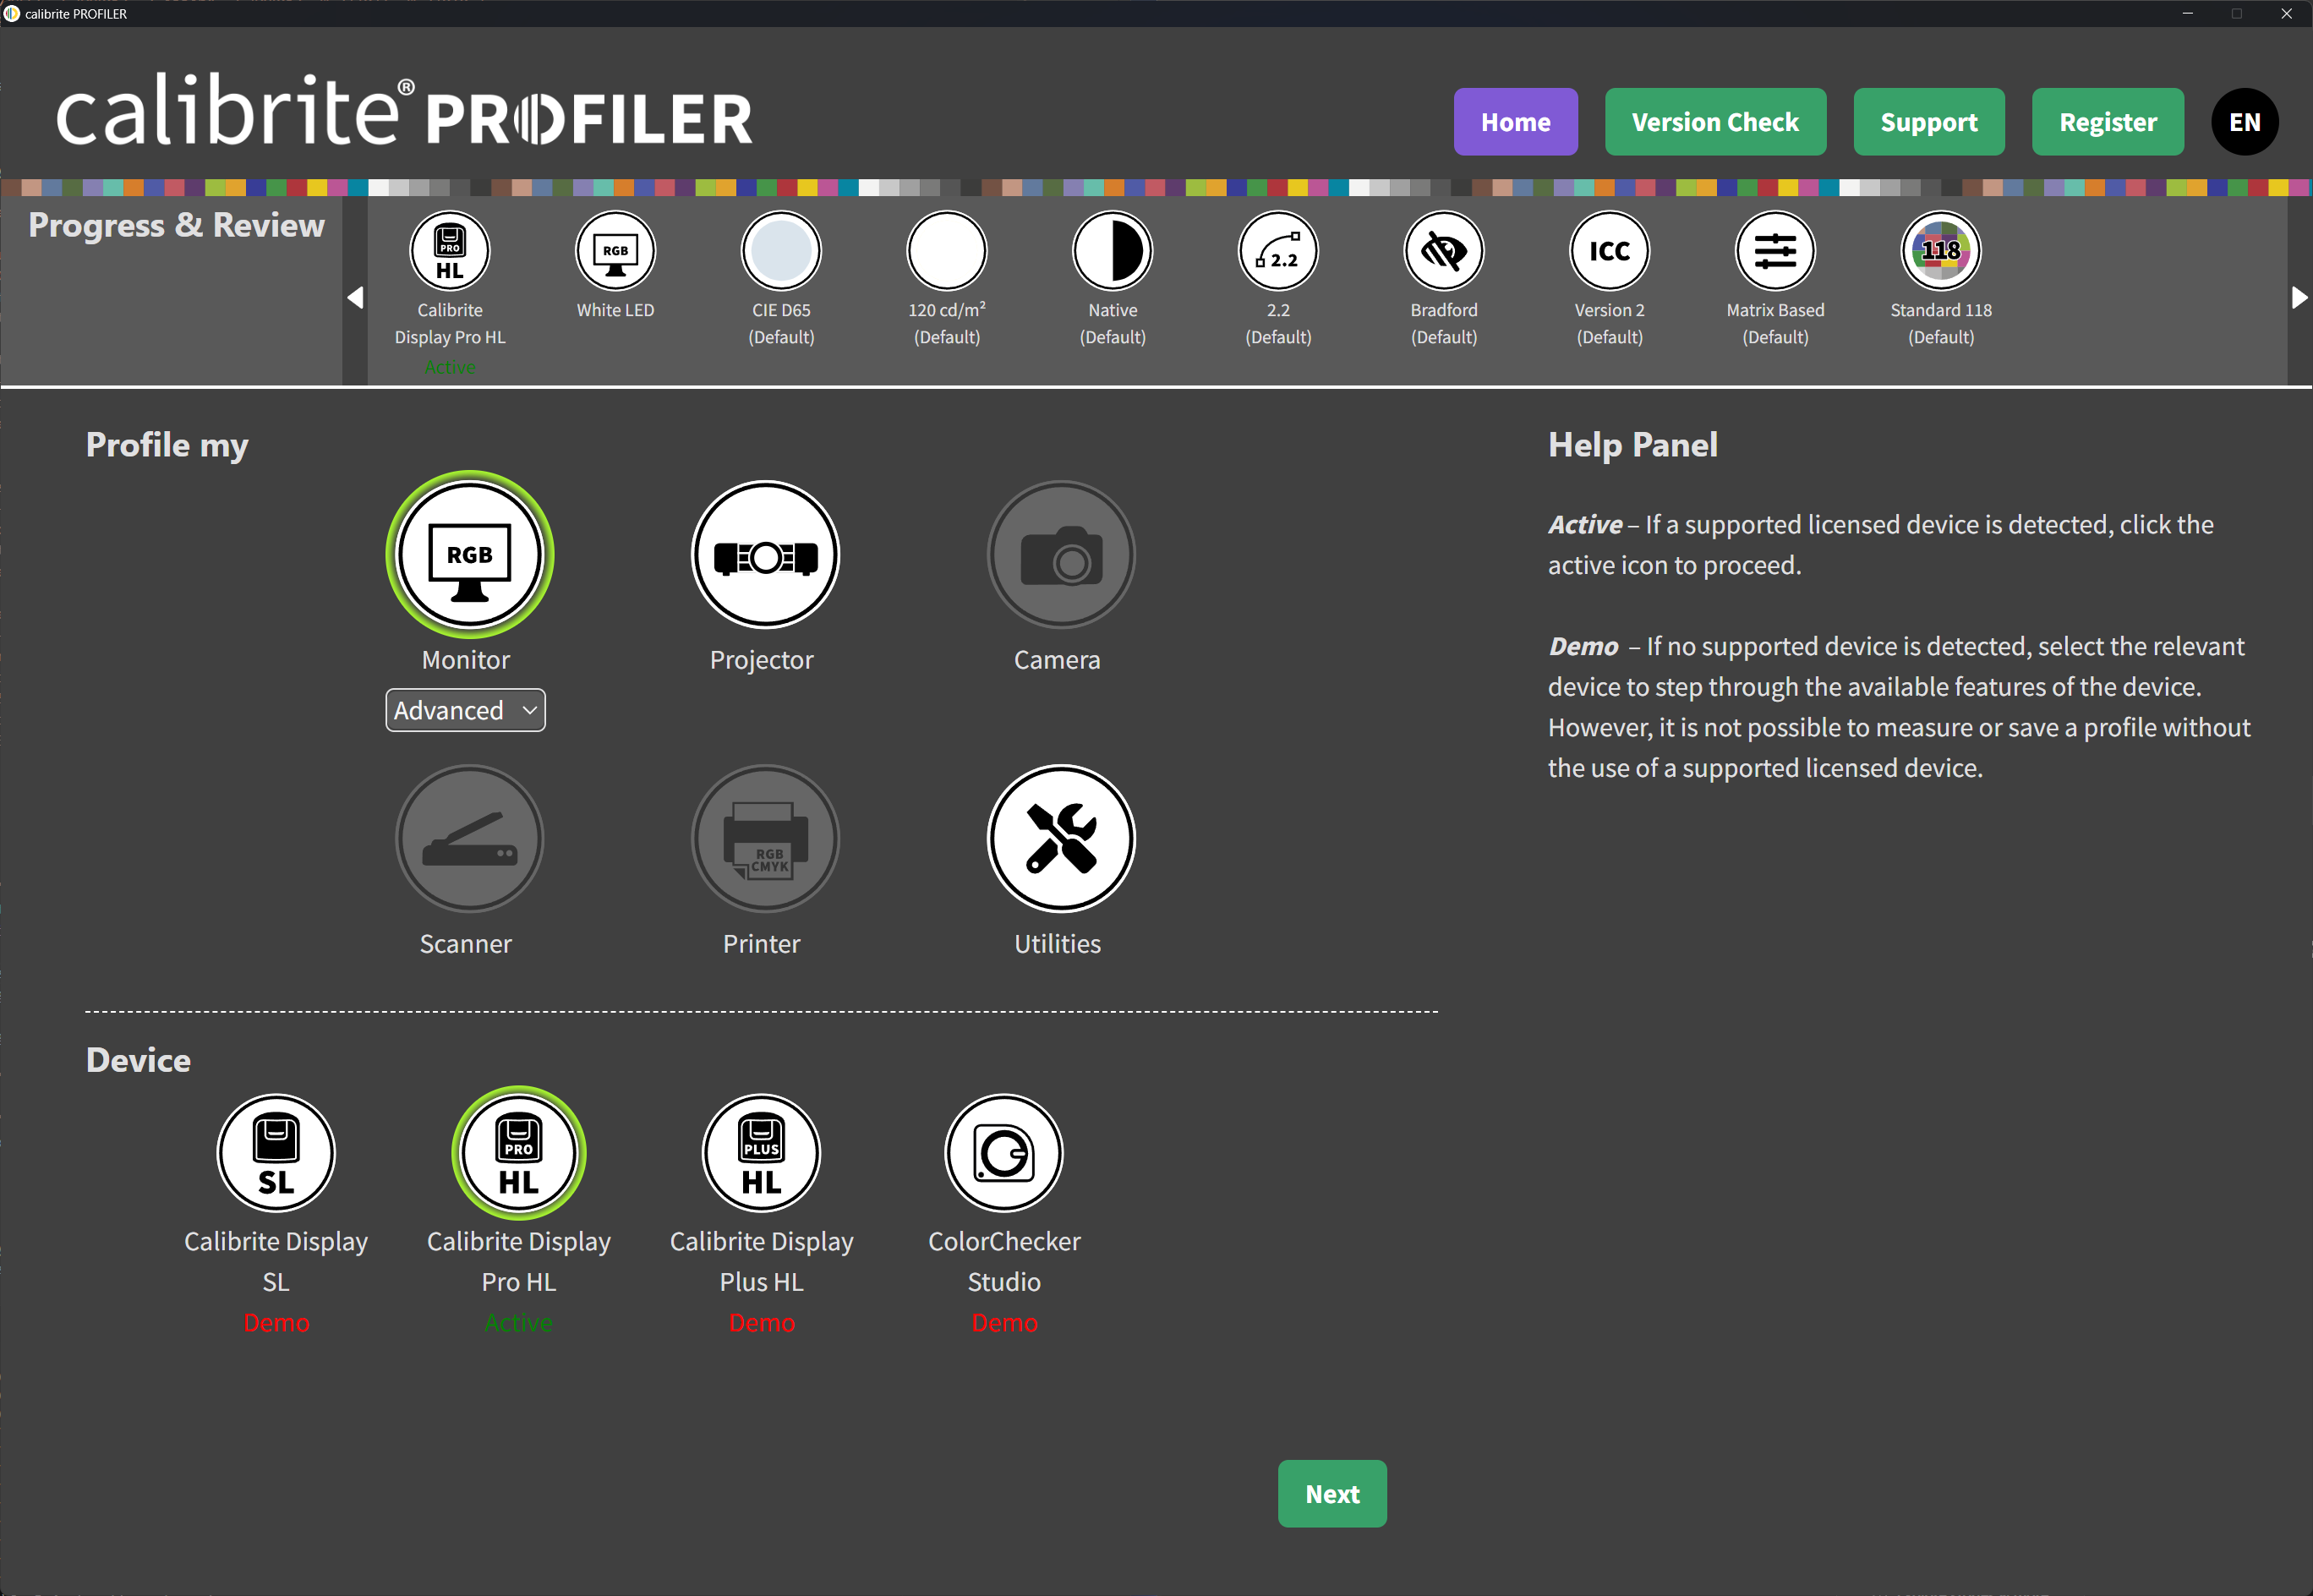 calibrite PROFILER
calibrite® PROFILER
Home
Version Check
Support
Register
EN
Progress & Review
PRO
HL
Calibrite
Display Pro HL
Active
RGB
White LED
CIE D65
(Default)
120 cd/m²
(Default)
Native
(Default)
2.2
2.2
(Default)
Bradford
(Default)
ICC
Version 2
(Default)
Matrix Based
(Default)
118
Standard 118
(Default)
Profile my
RGB
Monitor
Advanced
Projector
Camera
Scanner
RGB
CMYK
Printer
Utilities
Help Panel
Active – If a supported licensed device is detected, click the
active icon to proceed.
Demo – If no supported device is detected, select the relevant
device to step through the available features of the device.
However, it is not possible to measure or save a profile without
the use of a supported licensed device.
Device
SL
Calibrite Display
SL
Demo
PRO
HL
Calibrite Display
Pro HL
Active
PLUS
HL
Calibrite Display
Plus HL
Demo
ColorChecker
Studio
Demo
Next